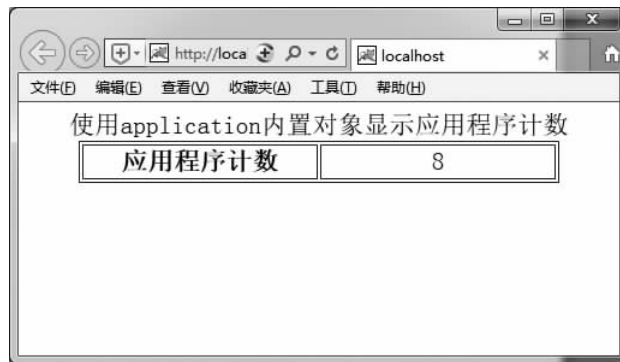 http://loca
localhost
文件(F) 编辑(E) 查看(V) 收藏夹(A) 工具(T) 帮助(H)
使用application内置对象显示应用程序计数
应用程序计数 8